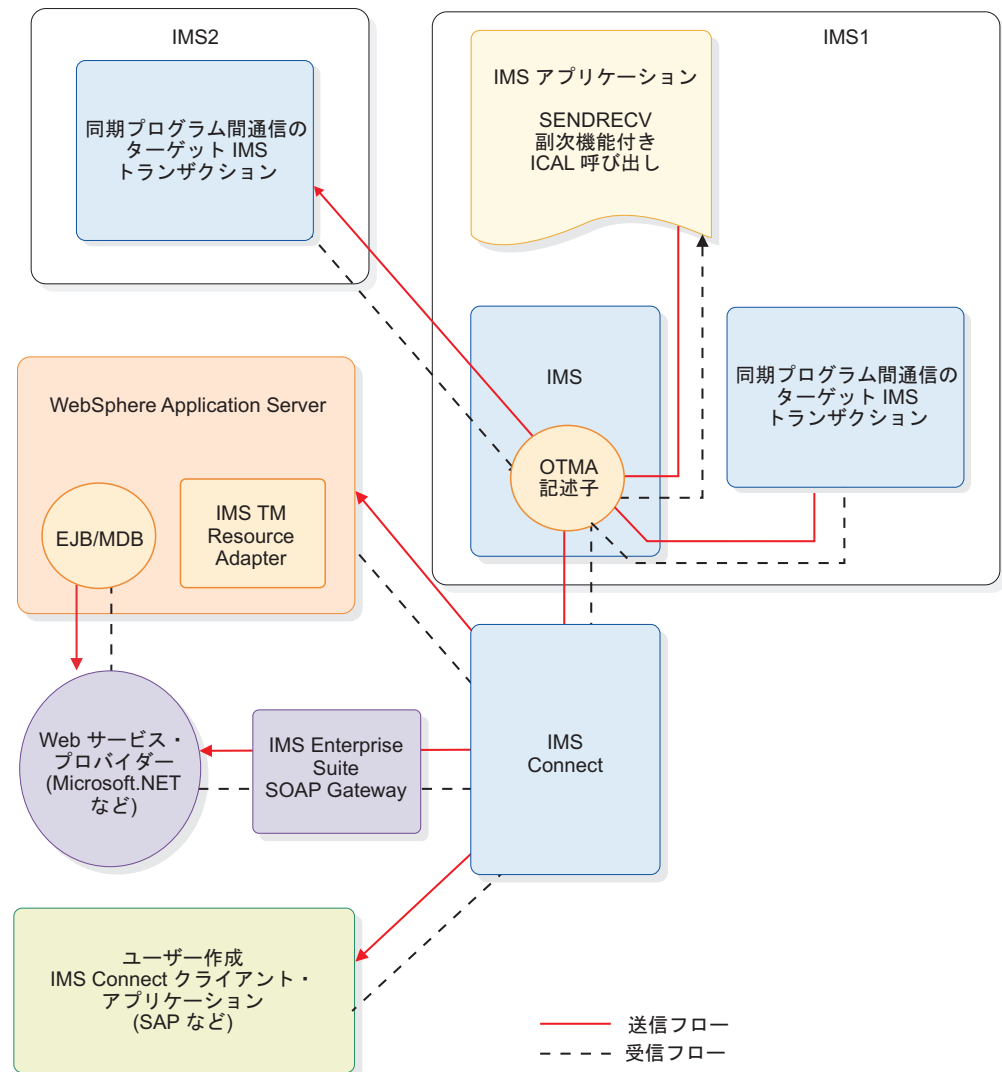 IMS2
IMS1
同期プログラム間通信の
ターゲット IMS
トランザクション
IMS アプリケーション
SENDRECV
副次機能付き
ICAL 呼び出し
IMS
OTMA
記述子
同期プログラム間通信の
ターゲット IMS
トランザクション
WebSphere Application Server
EJB/MDB
IMS TM
Resource
Adapter
Web サービス・
プロバイダー
(Microsoft.NET
など)
IMS Enterprise
Suite
SOAP Gateway
IMS
Connect
ユーザー作成
IMS Connect クライアント・
アプリケーション
(SAP など)
送信フロー
受信フロー